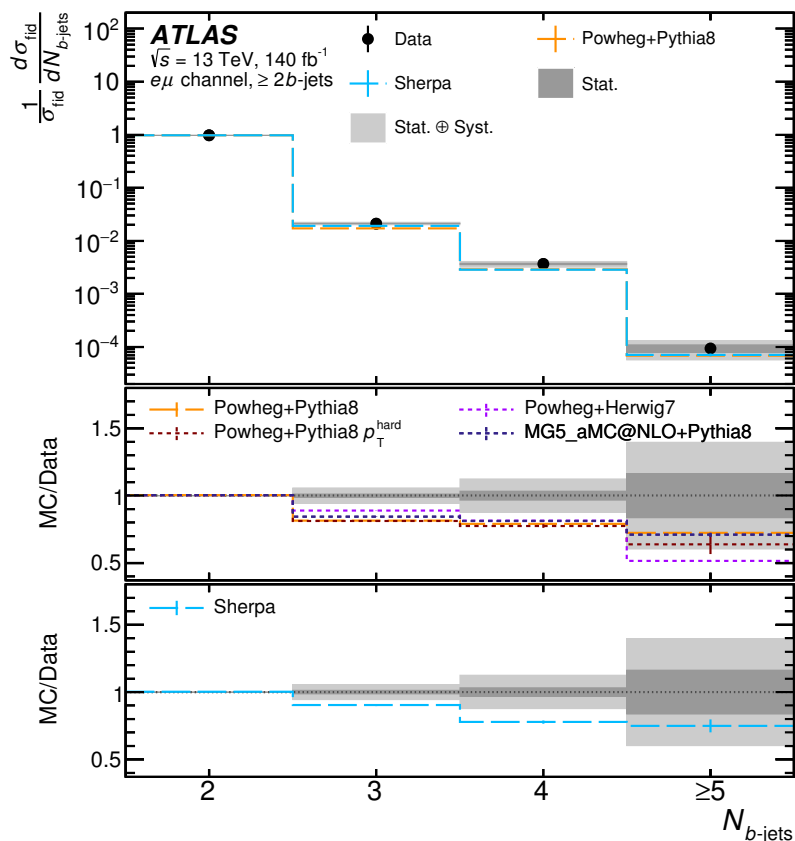 1/σfid dσfid/dN_b-jets
ATLAS
√s = 13 TeV, 140 fb⁻¹
eμ channel, ≥ 2b-jets
Data
Powheg+Pythia8
Sherpa
Stat.
Stat. ⊕ Syst.
10²
10
1
10⁻¹
10⁻²
10⁻³
10⁻⁴
MC/Data
1.5
1
0.5
Powheg+Pythia8
Powheg+Herwig7
Powheg+Pythia8 p_T^hard
MG5_aMC@NLO+Pythia8
MC/Data
1.5
1
0.5
Sherpa
2 3 4 ≥5
N_b-jets